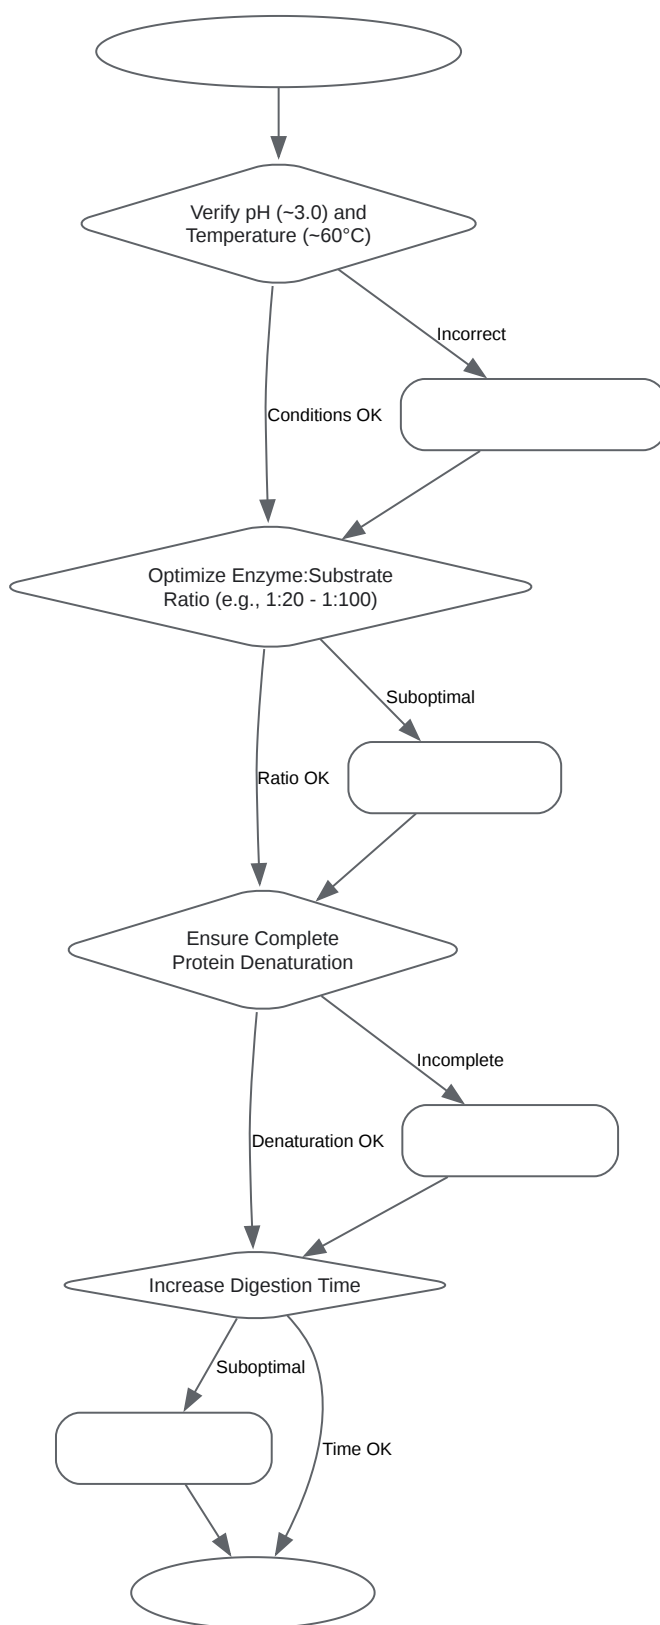 Verify pH (~3.0) and
Temperature (~60°C)
Incorrect
Conditions OK
Optimize Enzyme:Substrate
Ratio (e.g., 1:20 - 1:100)
Suboptimal
Ratio OK
Ensure Complete
Protein Denaturation
Incomplete
Denaturation OK
Increase Digestion Time
Suboptimal
Time OK